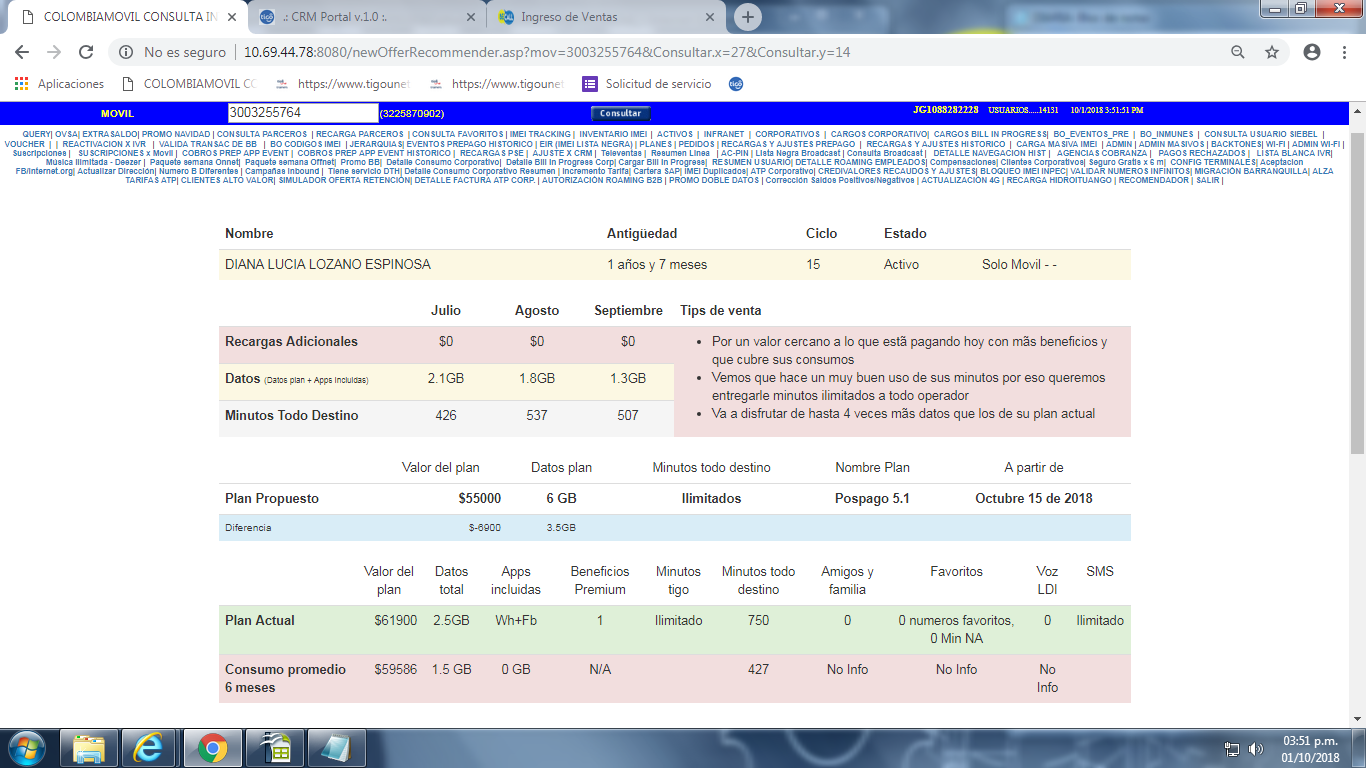 COLOMBIAMOVIL CONSULTA IN
.: CRM Portal v.1.0 :.
Ingreso de Ventas
No es seguro | 10.69.44.78:8080/newOfferRecommender.asp?mov=3003255764&Consultar.x=27&Consultar.y=14
Aplicaciones COLOMBIAMOVIL CO https://www.tigounet https://www.tigounet Solicitud de servicio
MOVIL 3003255764 (3225870902) Consultar JG1088282228 USUARIOS.....14131 10/1/2018 3:51:51 PM
QUERY| OVSA| EXTRASALDO| PROMO NAVIDAD | CONSULTA PARCEROS | RECARGA PARCEROS | CONSULTA FAVORITOS | IMEI TRACKING | INVENTARIO IMEI | ACTIVOS | INFRANET | CORPORATIVOS | CARGOS CORPORATIVO| CARGOS BILL IN PROGRESS| BO_EVENTOS_PRE | BO_INMUNES | CONSULTA USUARIO SIEBEL |
VOUCHER | | REACTIVACION X IVR | VALIDA TRANSAC DE BB | BO CODIGOS IMEI | JERARQUIAS| EVENTOS PREPAGO HISTORICO | EIR (IMEI LISTA NEGRA) | PLANES | PEDIDOS | RECARGAS Y AJUSTES PREPAGO | RECARGAS Y AJUSTES HISTORICO | CARGA MASIVA IMEI | ADMIN | ADMIN MASIVOS | BACKTONES| WI-FI | ADMIN WI-FI |
Suscripciones | SUSCRIPCIONES x Movil | COBROS PREP APP EVENT | COBROS PREP APP EVENT HISTORICO | RECARGAS PSE | AJUSTE X CRM | Televentas | Resumen Linea | AC-PIN | Lista Negra Broadcast | Consulta Broadcast | DETALLE NAVEGACION HIST | AGENCIAS COBRANZA | PAGOS RECHAZADOS | LISTA BLANCA IVR|
Musica Ilimitada - Deezer | Paquete semana Onnet| Paquete semana Offnet| Promo BB| Detalle Consumo Corporativo| Detalle Bill In Progress Corp| Cargar Bill In Progress| RESUMEN USUARIO| DETALLE ROAMING EMPLEADOS| Compensaciones| Clientes Corporativos| Seguro Gratis x 6 m| CONFIG TERMINALES| Aceptacion
FB/Internet.org| Actualizar Dirección| Numero B Diferentes | Campañas Inbound | Tiene servicio DTH| Detalle Consumo Corporativo Resumen | Incremento Tarifa| Cartera SAP| IMEI Duplicados| ATP Corporativo| CREDIVALORES RECAUDOS Y AJUSTES| BLOQUEO IMEI INPEC| VALIDAR NUMEROS INFINITOS| MIGRACIÓN BARRANQUILLA| ALZA
TARIFAS ATP| CLIENTES ALTO VALOR| SIMULADOR OFERTA RETENCIÓN| DETALLE FACTURA ATP CORP. | AUTORIZACIÓN ROAMING B2B | PROMO DOBLE DATOS | Corrección Saldos Positivos/Negativos | ACTUALIZACIÓN 4G | RECARGA HIDROITUANGO | RECOMENDADOR | SALIR |
Nombre Antigüedad Ciclo Estado
DIANA LUCIA LOZANO ESPINOSA 1 años y 7 meses 15 Activo Solo Movil - -
Julio Agosto Septiembre Tips de venta
Recargas Adicionales $0 $0 $0
Datos (Datos plan + Apps Incluidas) 2.1GB 1.8GB 1.3GB
Minutos Todo Destino 426 537 507
• Por un valor cercano a lo que estã pagando hoy con mãs beneficios y
que cubre sus consumos
• Vemos que hace un muy buen uso de sus minutos por eso queremos
entregarle minutos ilimitados a todo operador
• Va a disfrutar de hasta 4 veces mãs datos que los de su plan actual
Valor del plan Datos plan Minutos todo destino Nombre Plan A partir de
Plan Propuesto $55000 6 GB Ilimitados Pospago 5.1 Octubre 15 de 2018
Diferencia $-6900 3.5GB
Valor del Datos Apps Beneficios Minutos Minutos todo Amigos y Favoritos Voz SMS
plan total incluidas Premium tigo destino familia LDI
Plan Actual $61900 2.5GB Wh+Fb 1 Ilimitado 750 0 0 numeros favoritos, 0 Ilimitado
0 Min NA
Consumo promedio $59586 1.5 GB 0 GB N/A 427 No Info No Info No
6 meses Info
03:51 p.m.
01/10/2018